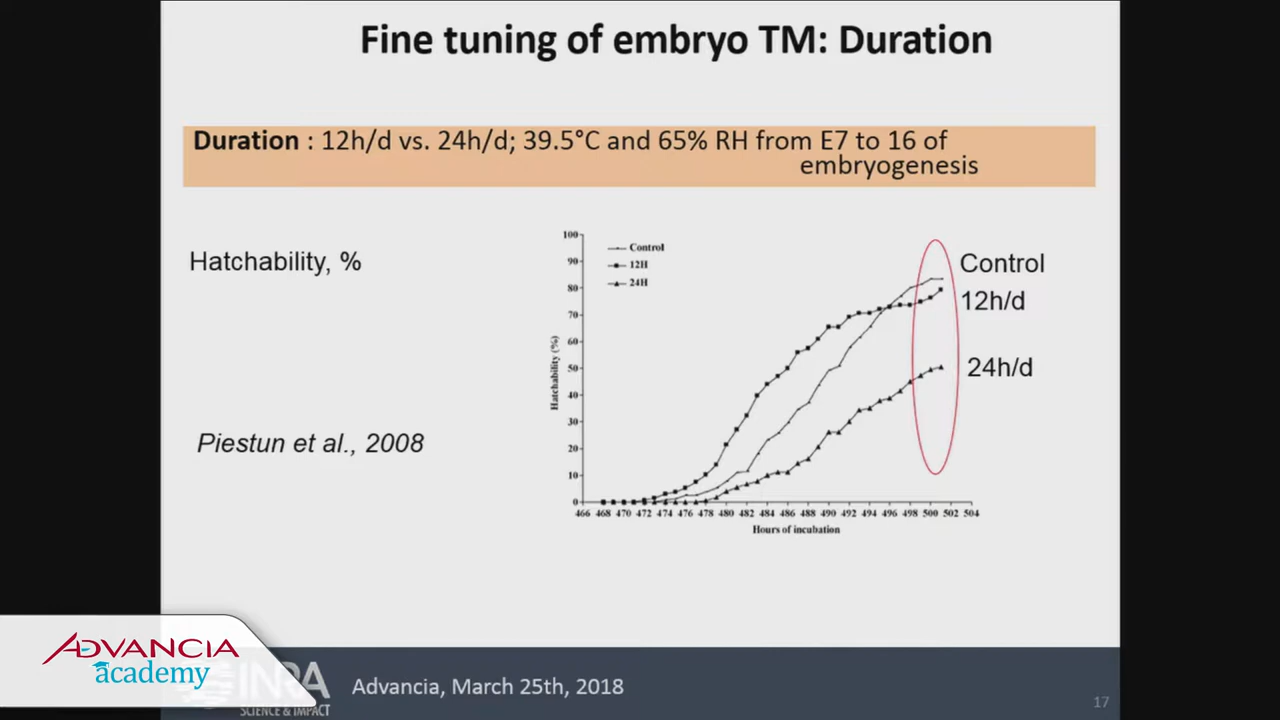 Fine tuning of embryo TM: Duration
Duration : 12h/d vs. 24h/d; 39.5°C and 65% RH from E7 to 16 of
embryogenesis
Hatchability, %
Piestun et al., 2008
100
90
80
70
60
50
40
30
20
10
0
Hatchability (%)
Control
12H
24H
466 468 470 472 474 476 478 480 482 484 486 488 490 492 494 496 498 500 502 504
Hours of incubation
Control
12h/d
24h/d
ADVANCIA
academy
INRA
SCIENCE & IMPACT
Advancia, March 25th, 2018
17